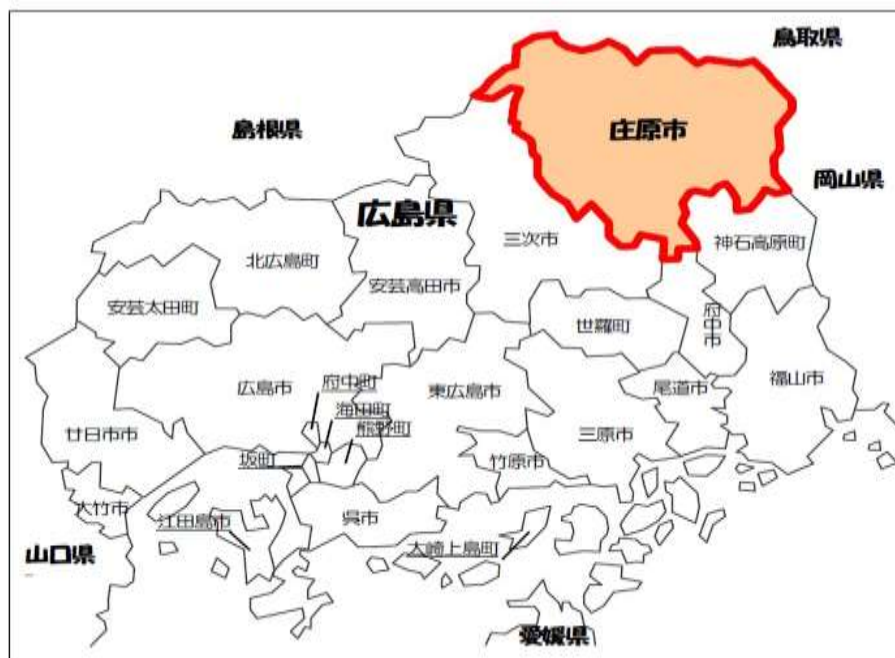 鳥取県
庄原市
島根県
岡山県
広島県
三次市
神石高原町
北広島町
安芸高田市
安芸太田町
世羅町
府中市
広島市
府中町
東広島市
尾道市
福山市
海田町
熊野町
廿日市市
三原市
坂町
竹原市
大竹市
江田島市
呉市
大崎上島町
山口県
愛媛県